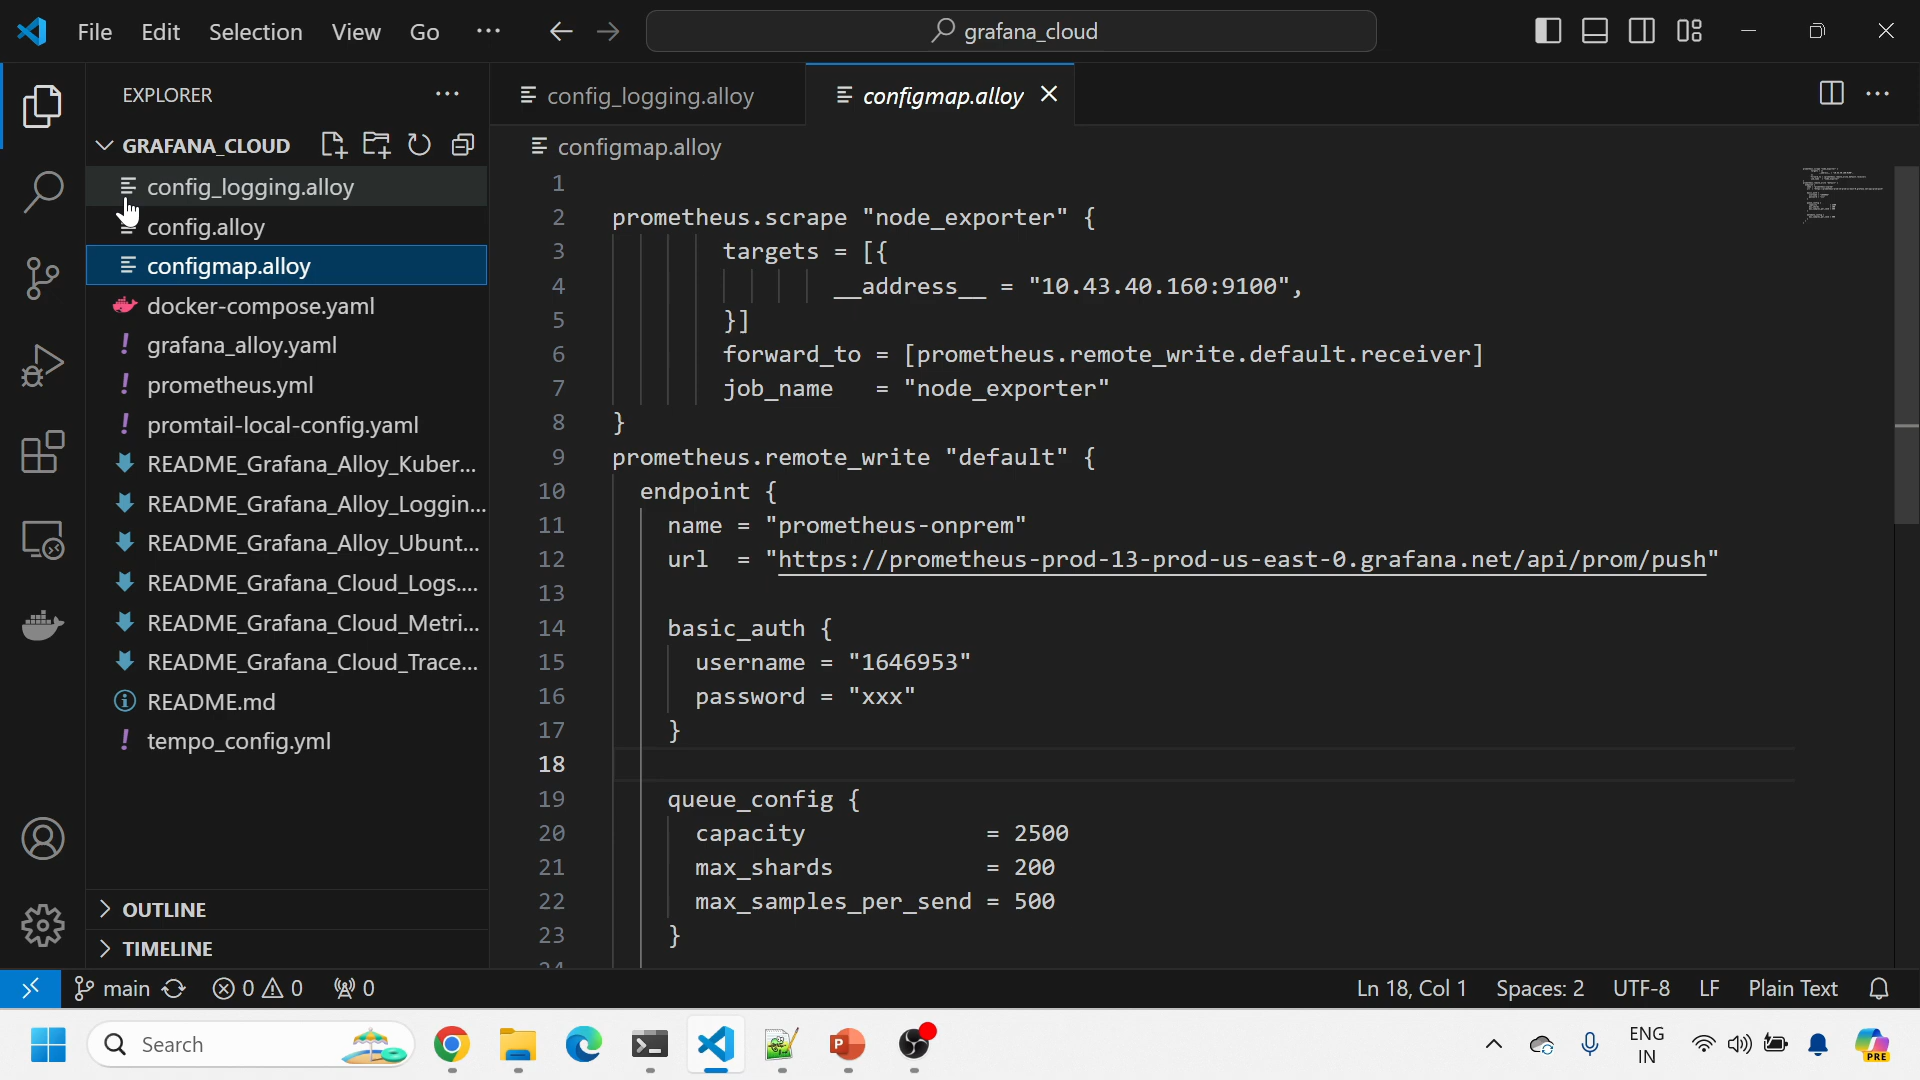 File Edit Selection View Go ··· grafana_cloud
EXPLORER ···
GRAFANA_CLOUD
config_logging.alloy
config.alloy
configmap.alloy
docker-compose.yaml
grafana_alloy.yaml
prometheus.yml
promtail-local-config.yaml
README_Grafana_Alloy_Kuber...
README_Grafana_Alloy_Loggin...
README_Grafana_Alloy_Ubunt...
README_Grafana_Cloud_Logs....
README_Grafana_Cloud_Metri...
README_Grafana_Cloud_Trace...
README.md
tempo_config.yml
OUTLINE
TIMELINE
config_logging.alloy configmap.alloy
configmap.alloy
1
2 prometheus.scrape "node_exporter" {
3 targets = [{
4 __address__ = "10.43.40.160:9100",
5 }]
6 forward_to = [prometheus.remote_write.default.receiver]
7 job_name = "node_exporter"
8 }
9 prometheus.remote_write "default" {
10 endpoint {
11 name = "prometheus-onprem"
12 url = "https://prometheus-prod-13-prod-us-east-0.grafana.net/api/prom/push"
13
14 basic_auth {
15 username = "1646953"
16 password = "xxx"
17 }
18
19 queue_config {
20 capacity = 2500
21 max_shards = 200
22 max_samples_per_send = 500
23 }
main 0 0 0 Ln 18, Col 1 Spaces: 2 UTF-8 LF Plain Text
Search ENG
IN
PRE